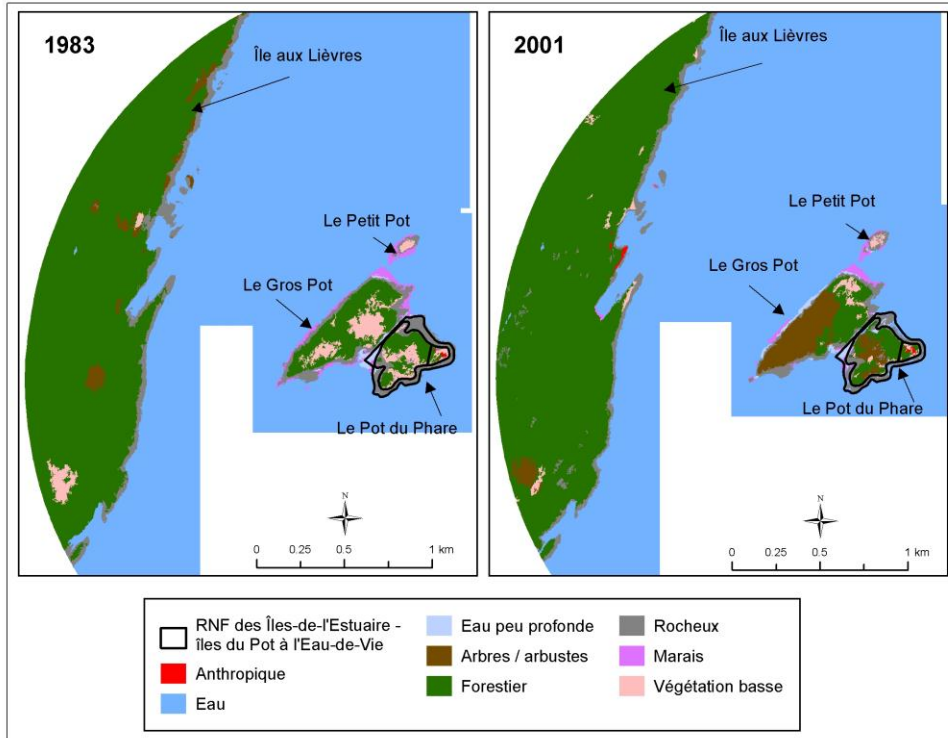 1983
Île aux Lièvres
Le Petit Pot
Le Gros Pot
Le Pot du Phare
N
0 0.25 0.5 1 km
2001
Île aux Lièvres
Le Petit Pot
Le Gros Pot
Le Pot du Phare
N
0 0.25 0.5 1 km
RNF des Îles-de-l'Estuaire -
îles du Pot à l'Eau-de-Vie
Anthropique
Eau
Eau peu profonde
Arbres / arbustes
Forestier
Rocheux
Marais
Végétation basse